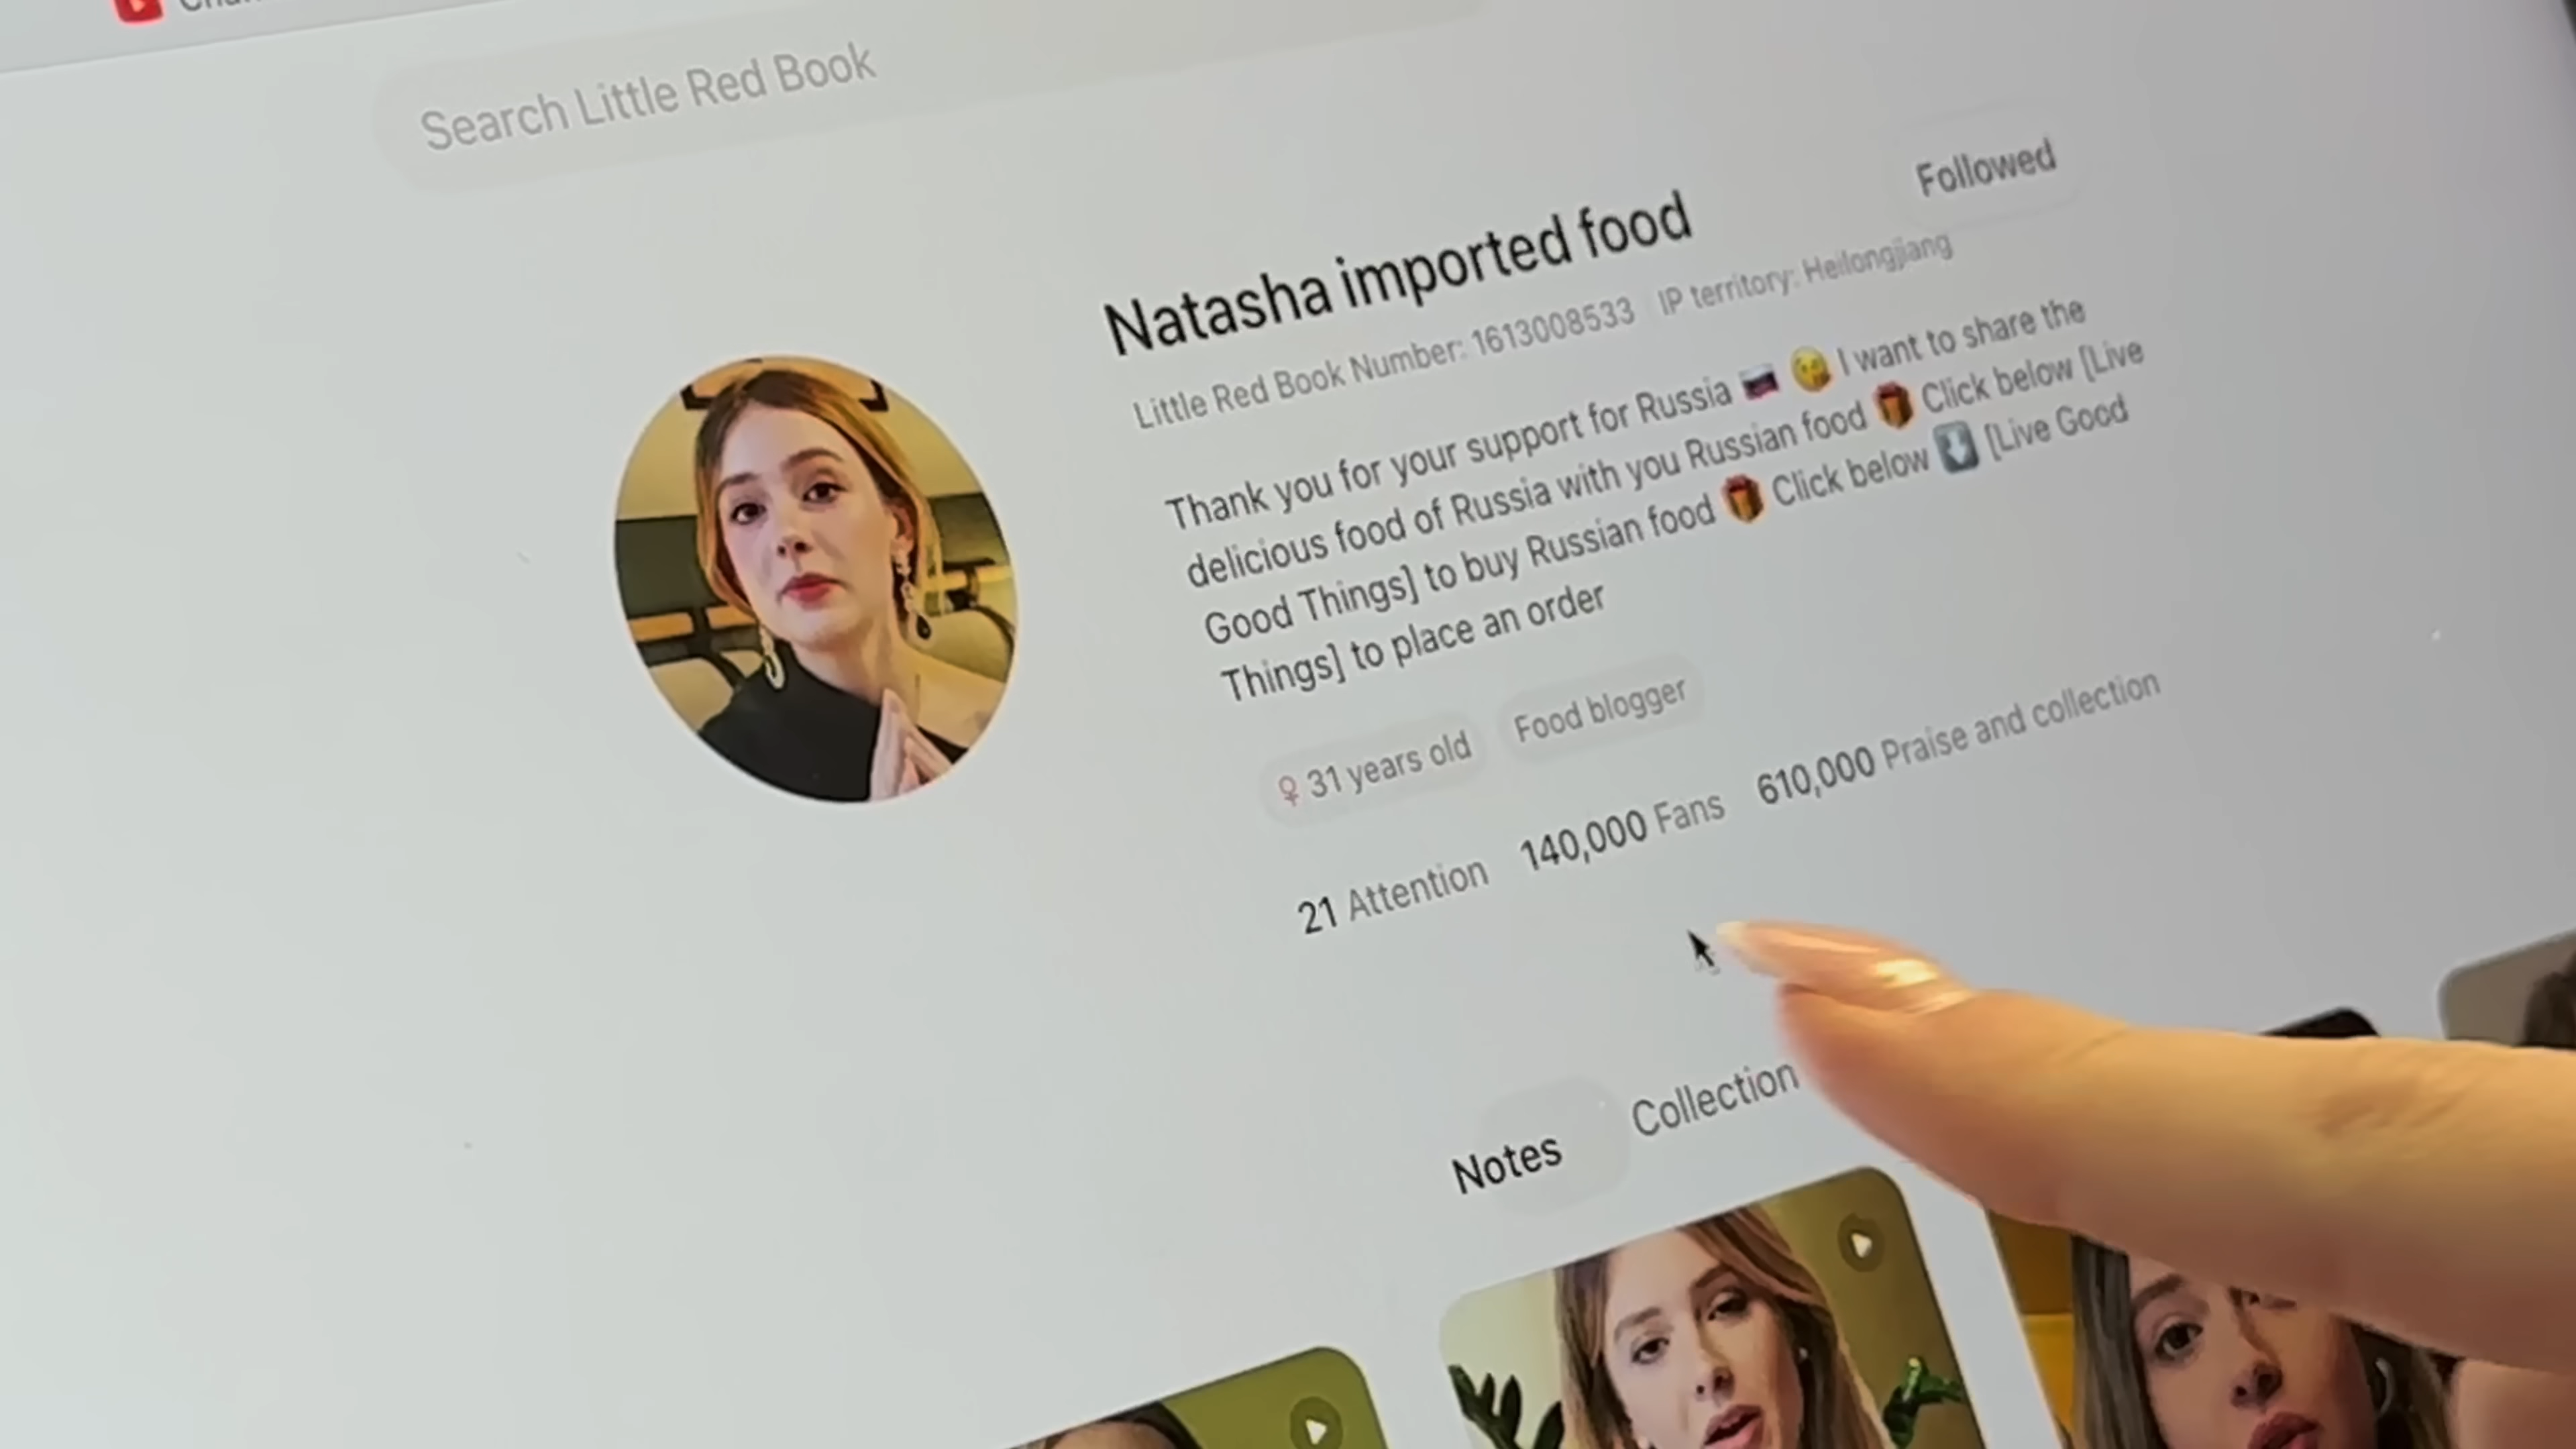 Search Little Red Book
Followed
Natasha imported food
Little Red Book Number: 1613008533 IP territory: Heilongjiang
Thank you for your support for Russia 🇷🇺 😘 I want to share the
delicious food of Russia with you Russian food 🎁 Click below [Live
Good Things] to buy Russian food 🎁 Click below ⬇️ [Live Good
Things] to place an order
♀ 31 years old Food blogger
21 Attention 140,000 Fans 610,000 Praise and collection
Notes Collection